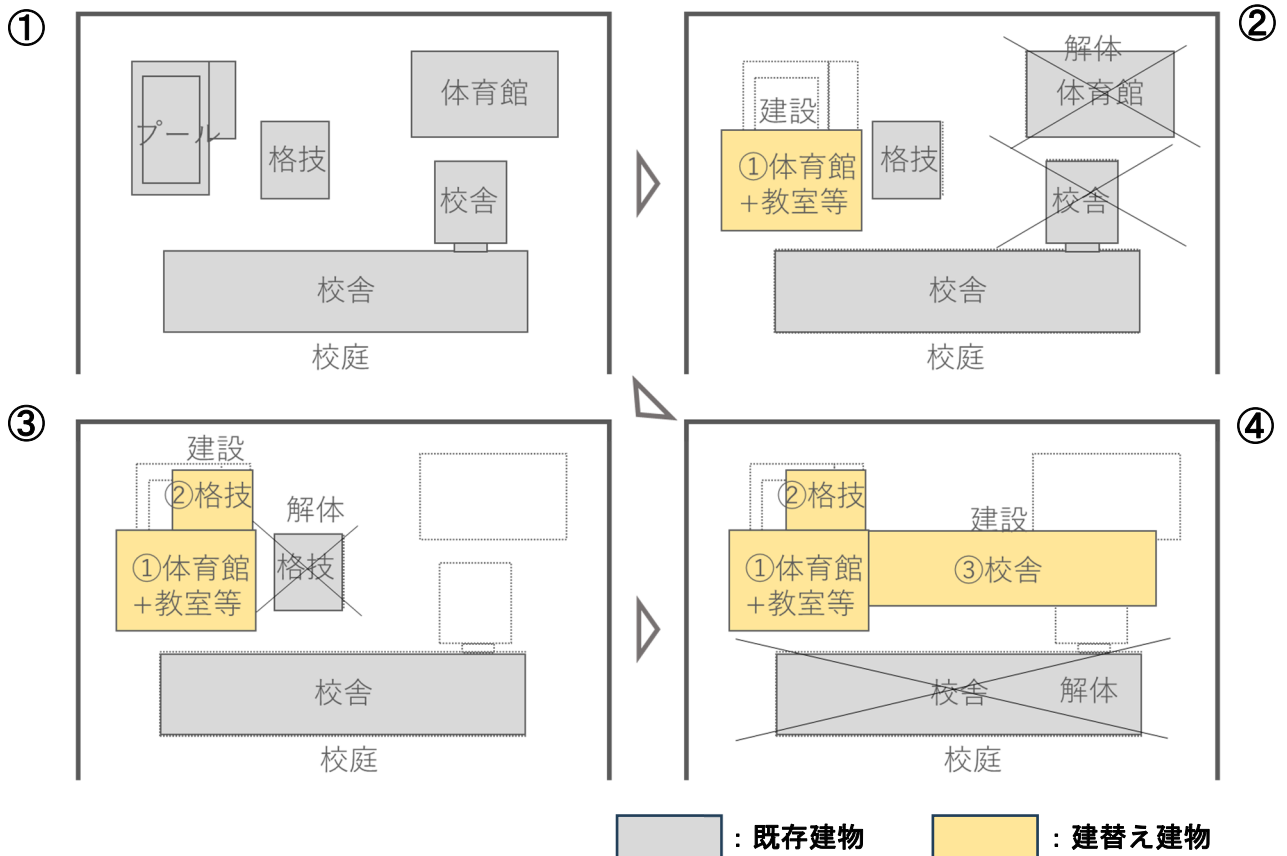 ①
プール
格技
体育館
校舎
校舎
校庭
②
建設
①体育館
+教室等
格技
解体
体育館
校舎
校舎
校庭
③
建設
②格技
解体
①体育館
+教室等
格技
校舎
校庭
④
②格技
建設
①体育館
+教室等
③校舎
校舎
解体
校庭
：既存建物
：建替え建物